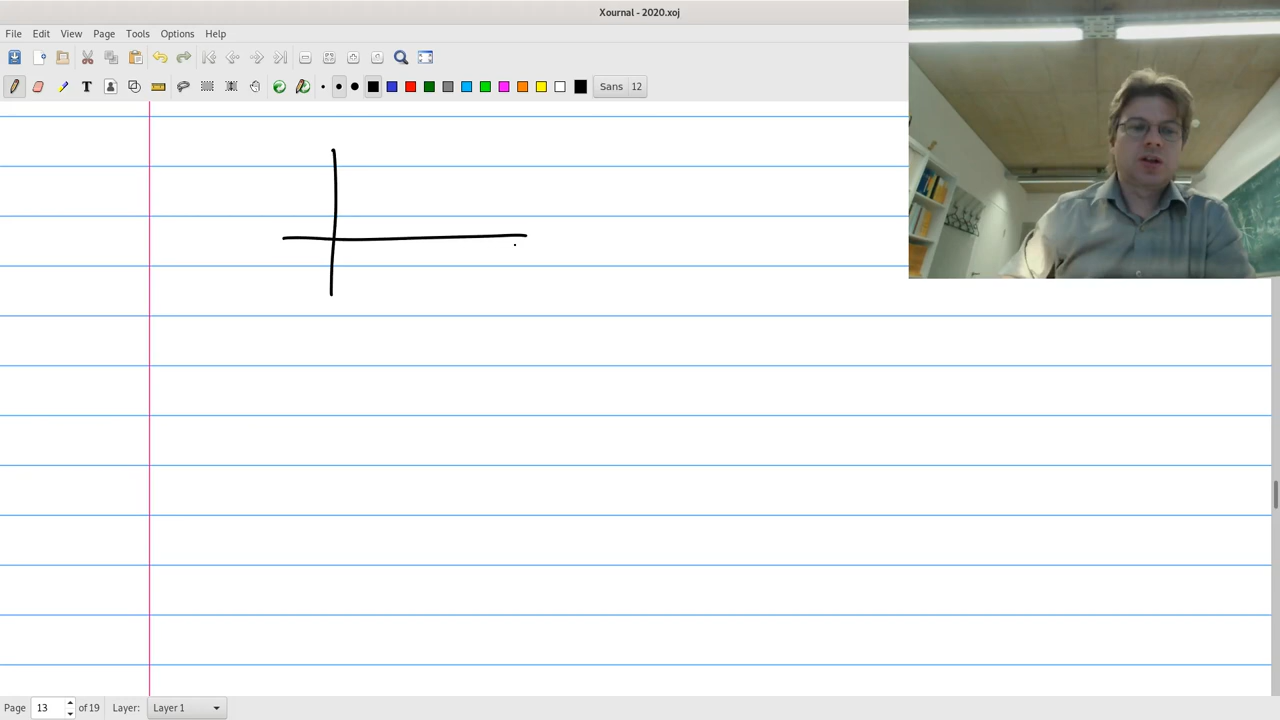 Xournal - 2020.xoj
File Edit View Page Tools Options Help
T Sans 12
Page 13 of 19 Layer: Layer 1